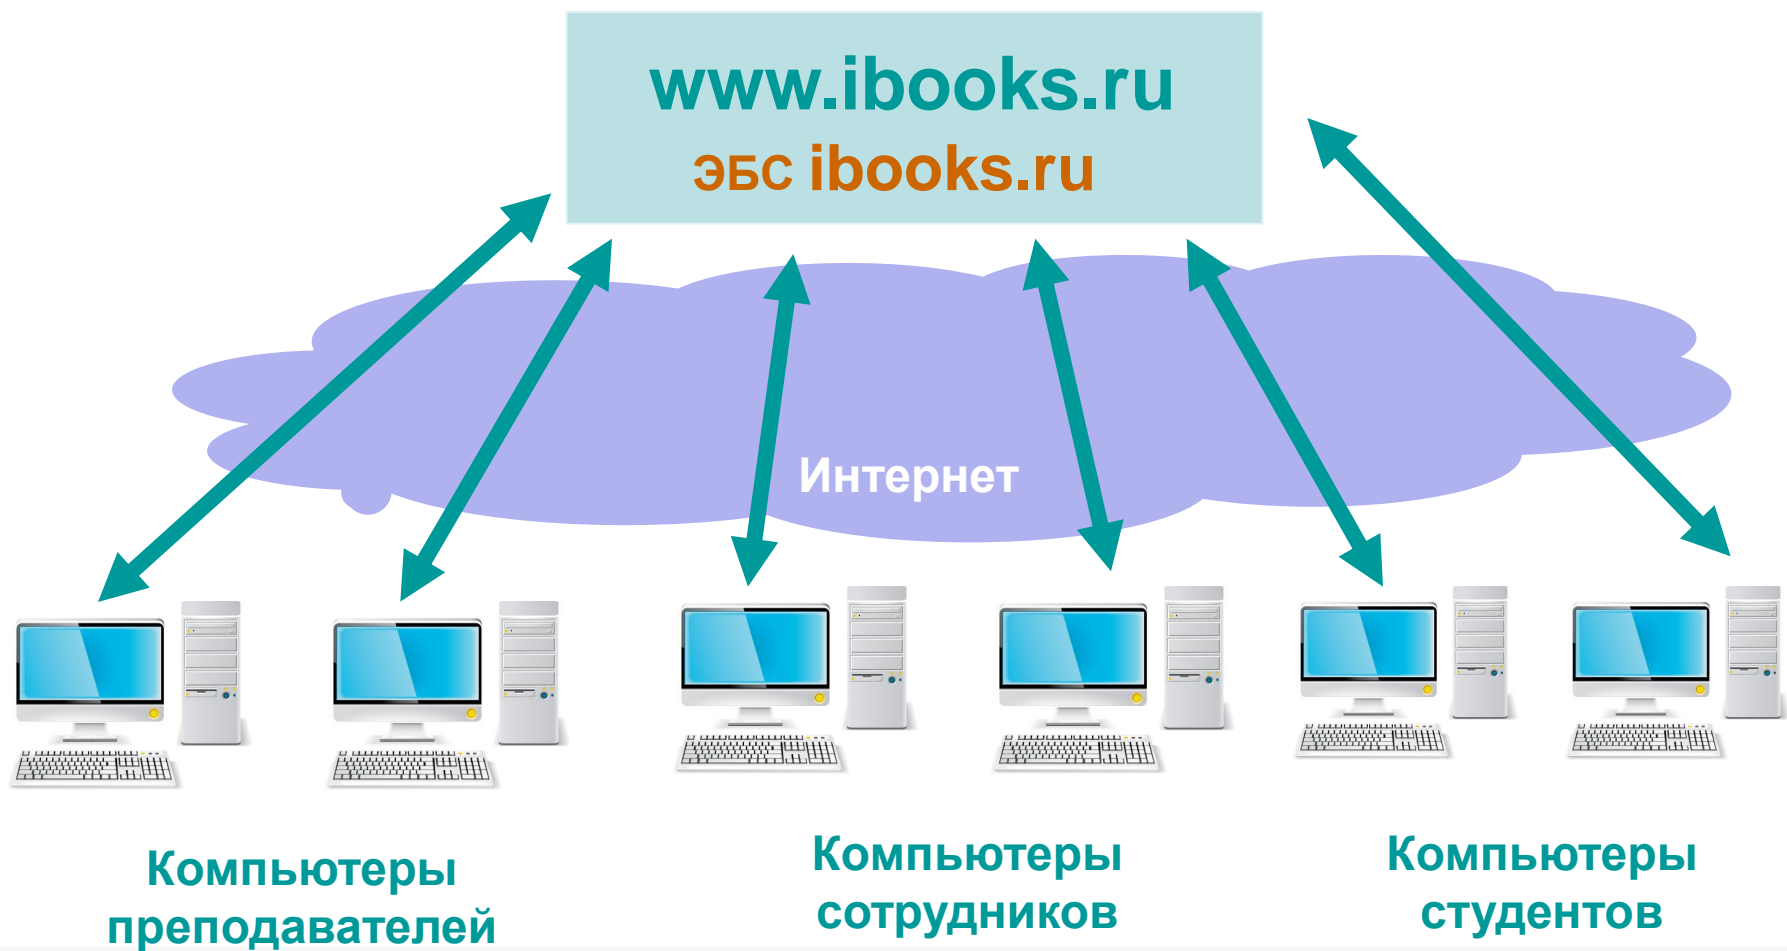 www.ibooks.ru
ЭБС ibooks.ru
Интернет
Компьютеры
преподавателей
Компьютеры
сотрудников
Компьютеры
студентов